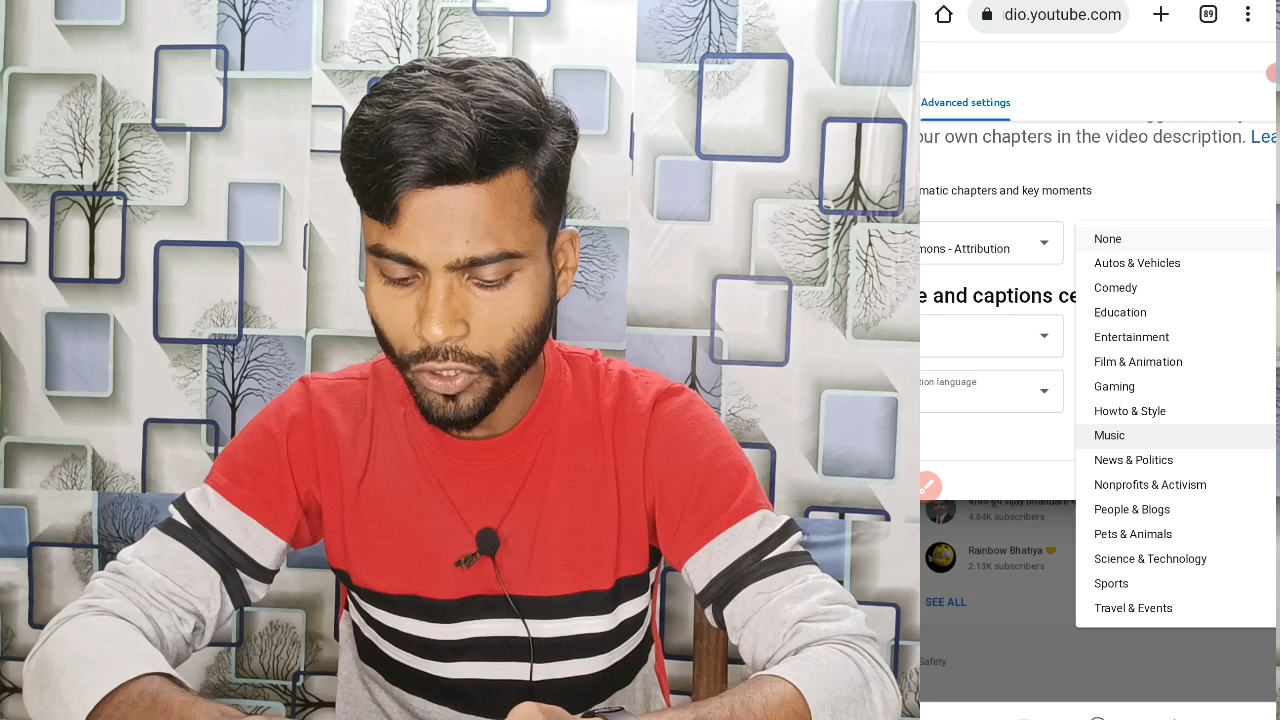 dio.youtube.com
89
Advanced settings
our own chapters in the video description. Lea
matic chapters and key moments
mons - Attribution
e and captions ce
tion language
None
Autos & Vehicles
Comedy
Education
Entertainment
Film & Animation
Gaming
Howto & Style
Music
News & Politics
Nonprofits & Activism
People & Blogs
Pets & Animals
Science & Technology
Sports
Travel & Events
4.84K subscribers
Rainbow Bhatiya
2.13K subscribers
SEE ALL
Safety